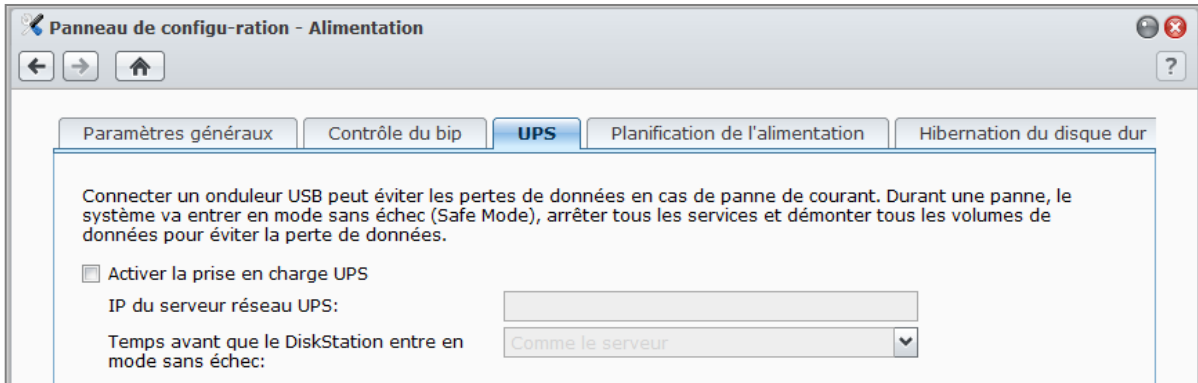 Panneau de configu-ration - Alimentation
?
Paramètres généraux
Contrôle du bip
UPS
Planification de l'alimentation
Hibernation du disque dur
Connecter un onduleur USB peut éviter les pertes de données en cas de panne de courant. Durant une panne, le
système va entrer en mode sans échec (Safe Mode), arrêter tous les services et démonter tous les volumes de
données pour éviter la perte de données.
Activer la prise en charge UPS
IP du serveur réseau UPS:
Temps avant que le DiskStation entre en
mode sans échec:
Comme le serveur